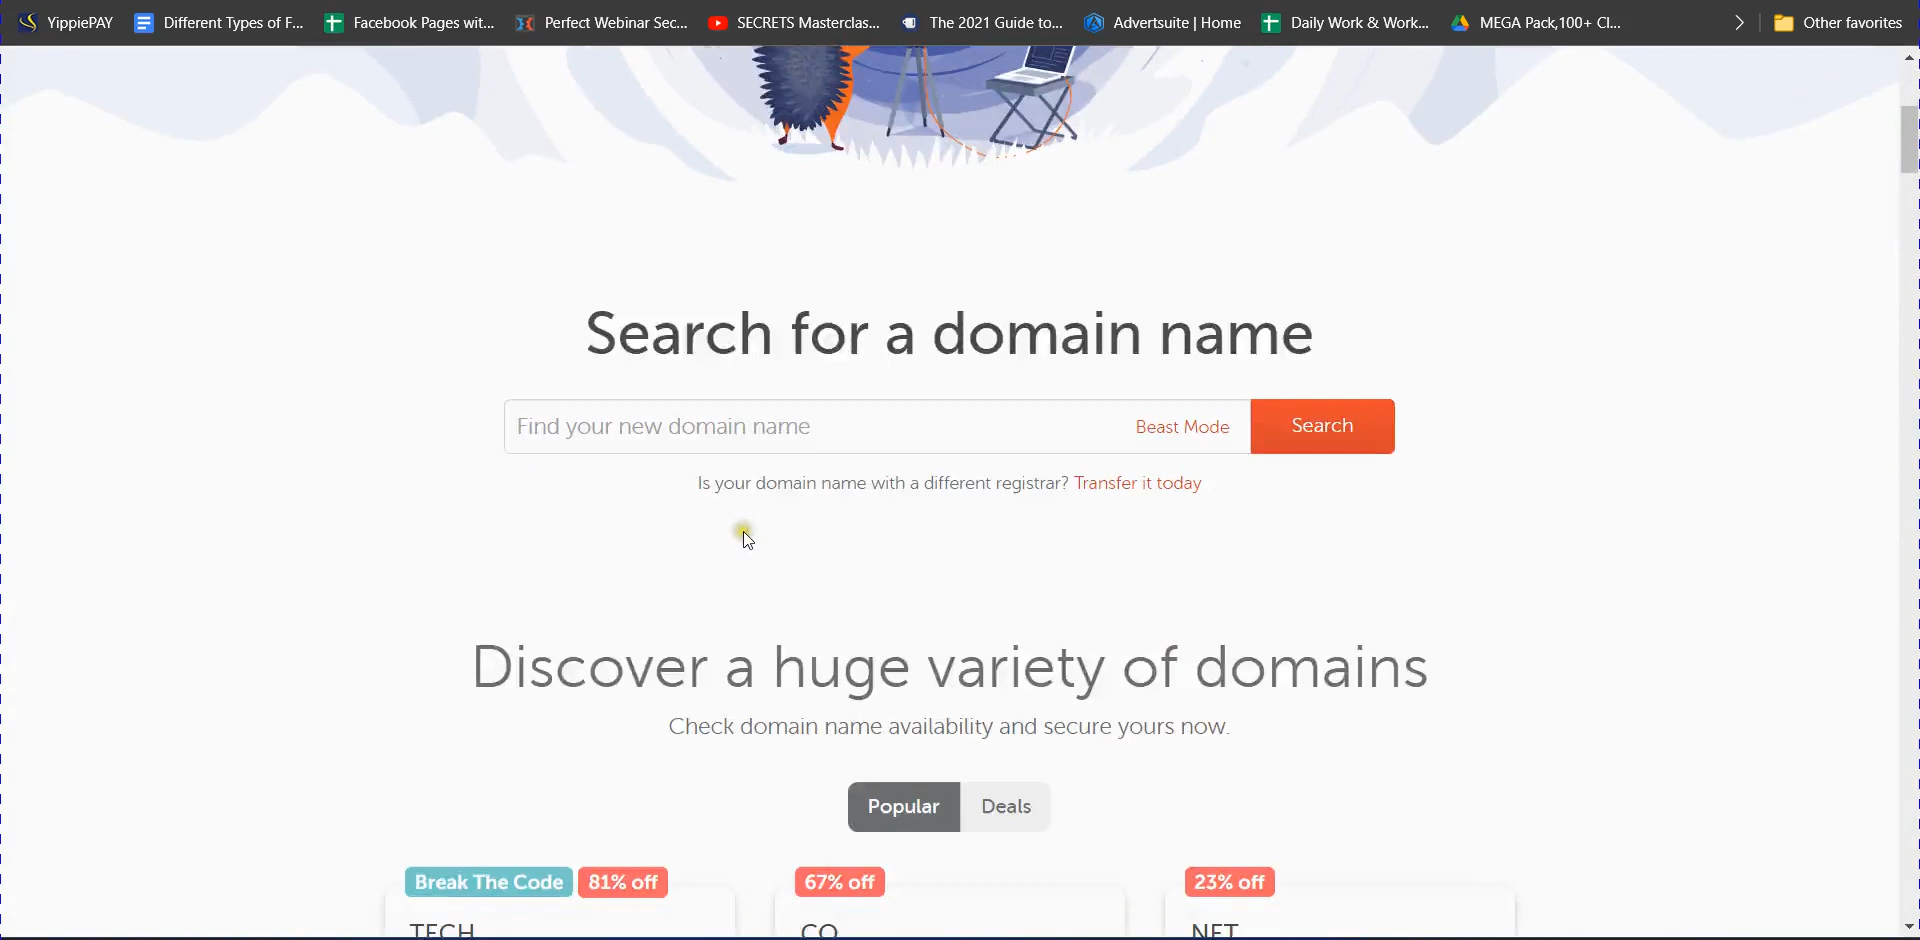 YippiePAY
Different Types of F...
Facebook Pages wit...
Perfect Webinar Sec...
SECRETS Masterclas...
The 2021 Guide to...
Advertsuite | Home
Daily Work & Work...
MEGA Pack,100+ Cl...
Other favorites
Search for a domain name
Find your new domain name
Beast Mode
Search
Is your domain name with a different registrar? Transfer it today
Discover a huge variety of domains
Check domain name availability and secure yours now.
Popular
Deals
Break The Code
81% off
67% off
23% off
TECH
CO
NET